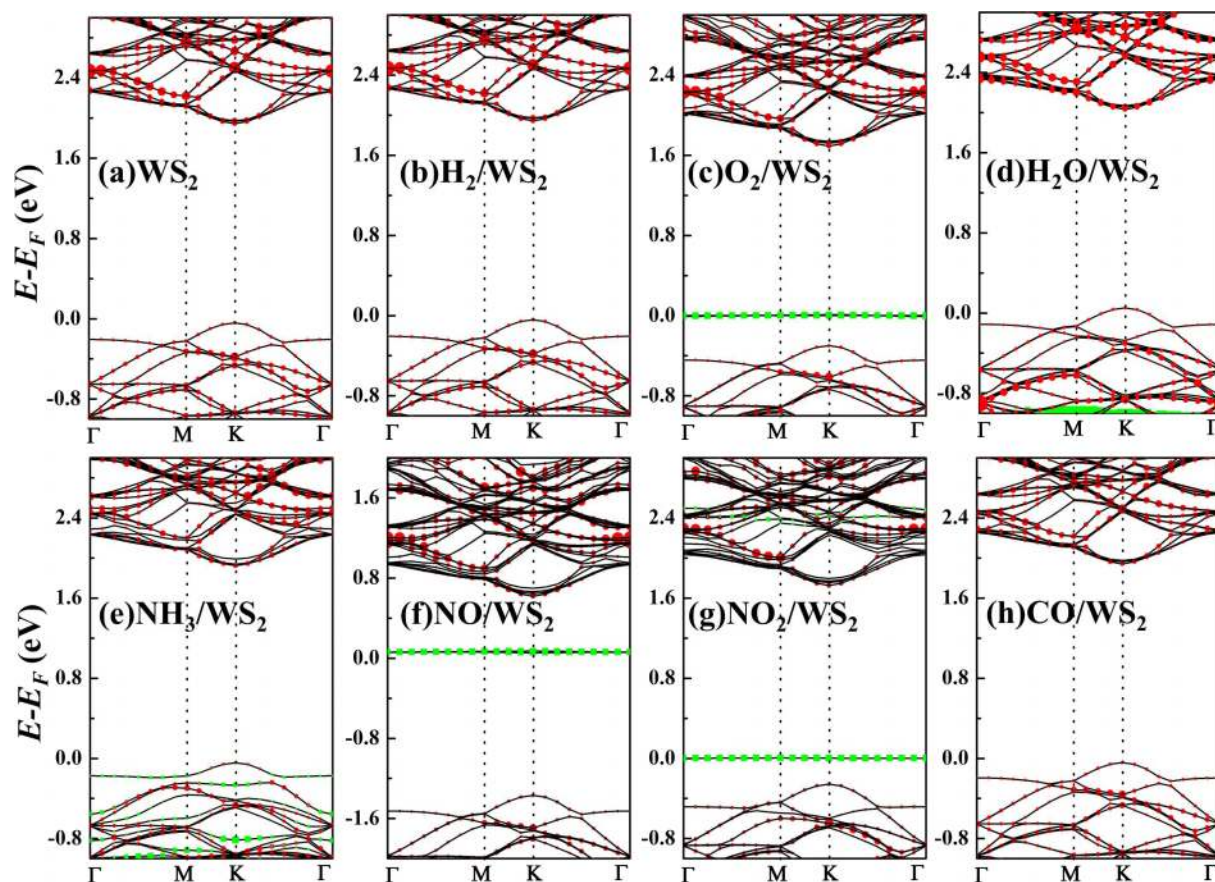 2.4 2.4 2.4 2.4
1.6 1.6 1.6 1.6
(a)WS₂ (b)H₂/WS₂ (c)O₂/WS₂ (d)H₂O/WS₂
0.8 0.8 0.8 0.8
E-E_F (eV)
0.0 0.0 0.0 0.0
-0.8 -0.8 -0.8 -0.8
Γ M K Γ Γ M K Γ Γ M K Γ Γ M K Γ
2.4 1.6 2.4 2.4
1.6 0.8 1.6 1.6
(e)NH₃/WS₂ (f)NO/WS₂ (g)NO₂/WS₂ (h)CO/WS₂
0.8 0.0 0.8 0.8
E-E_F (eV)
0.0 -0.8 0.0 0.0
-0.8 -1.6 -0.8 -0.8
Γ M K Γ Γ M K Γ Γ M K Γ Γ M K Γ